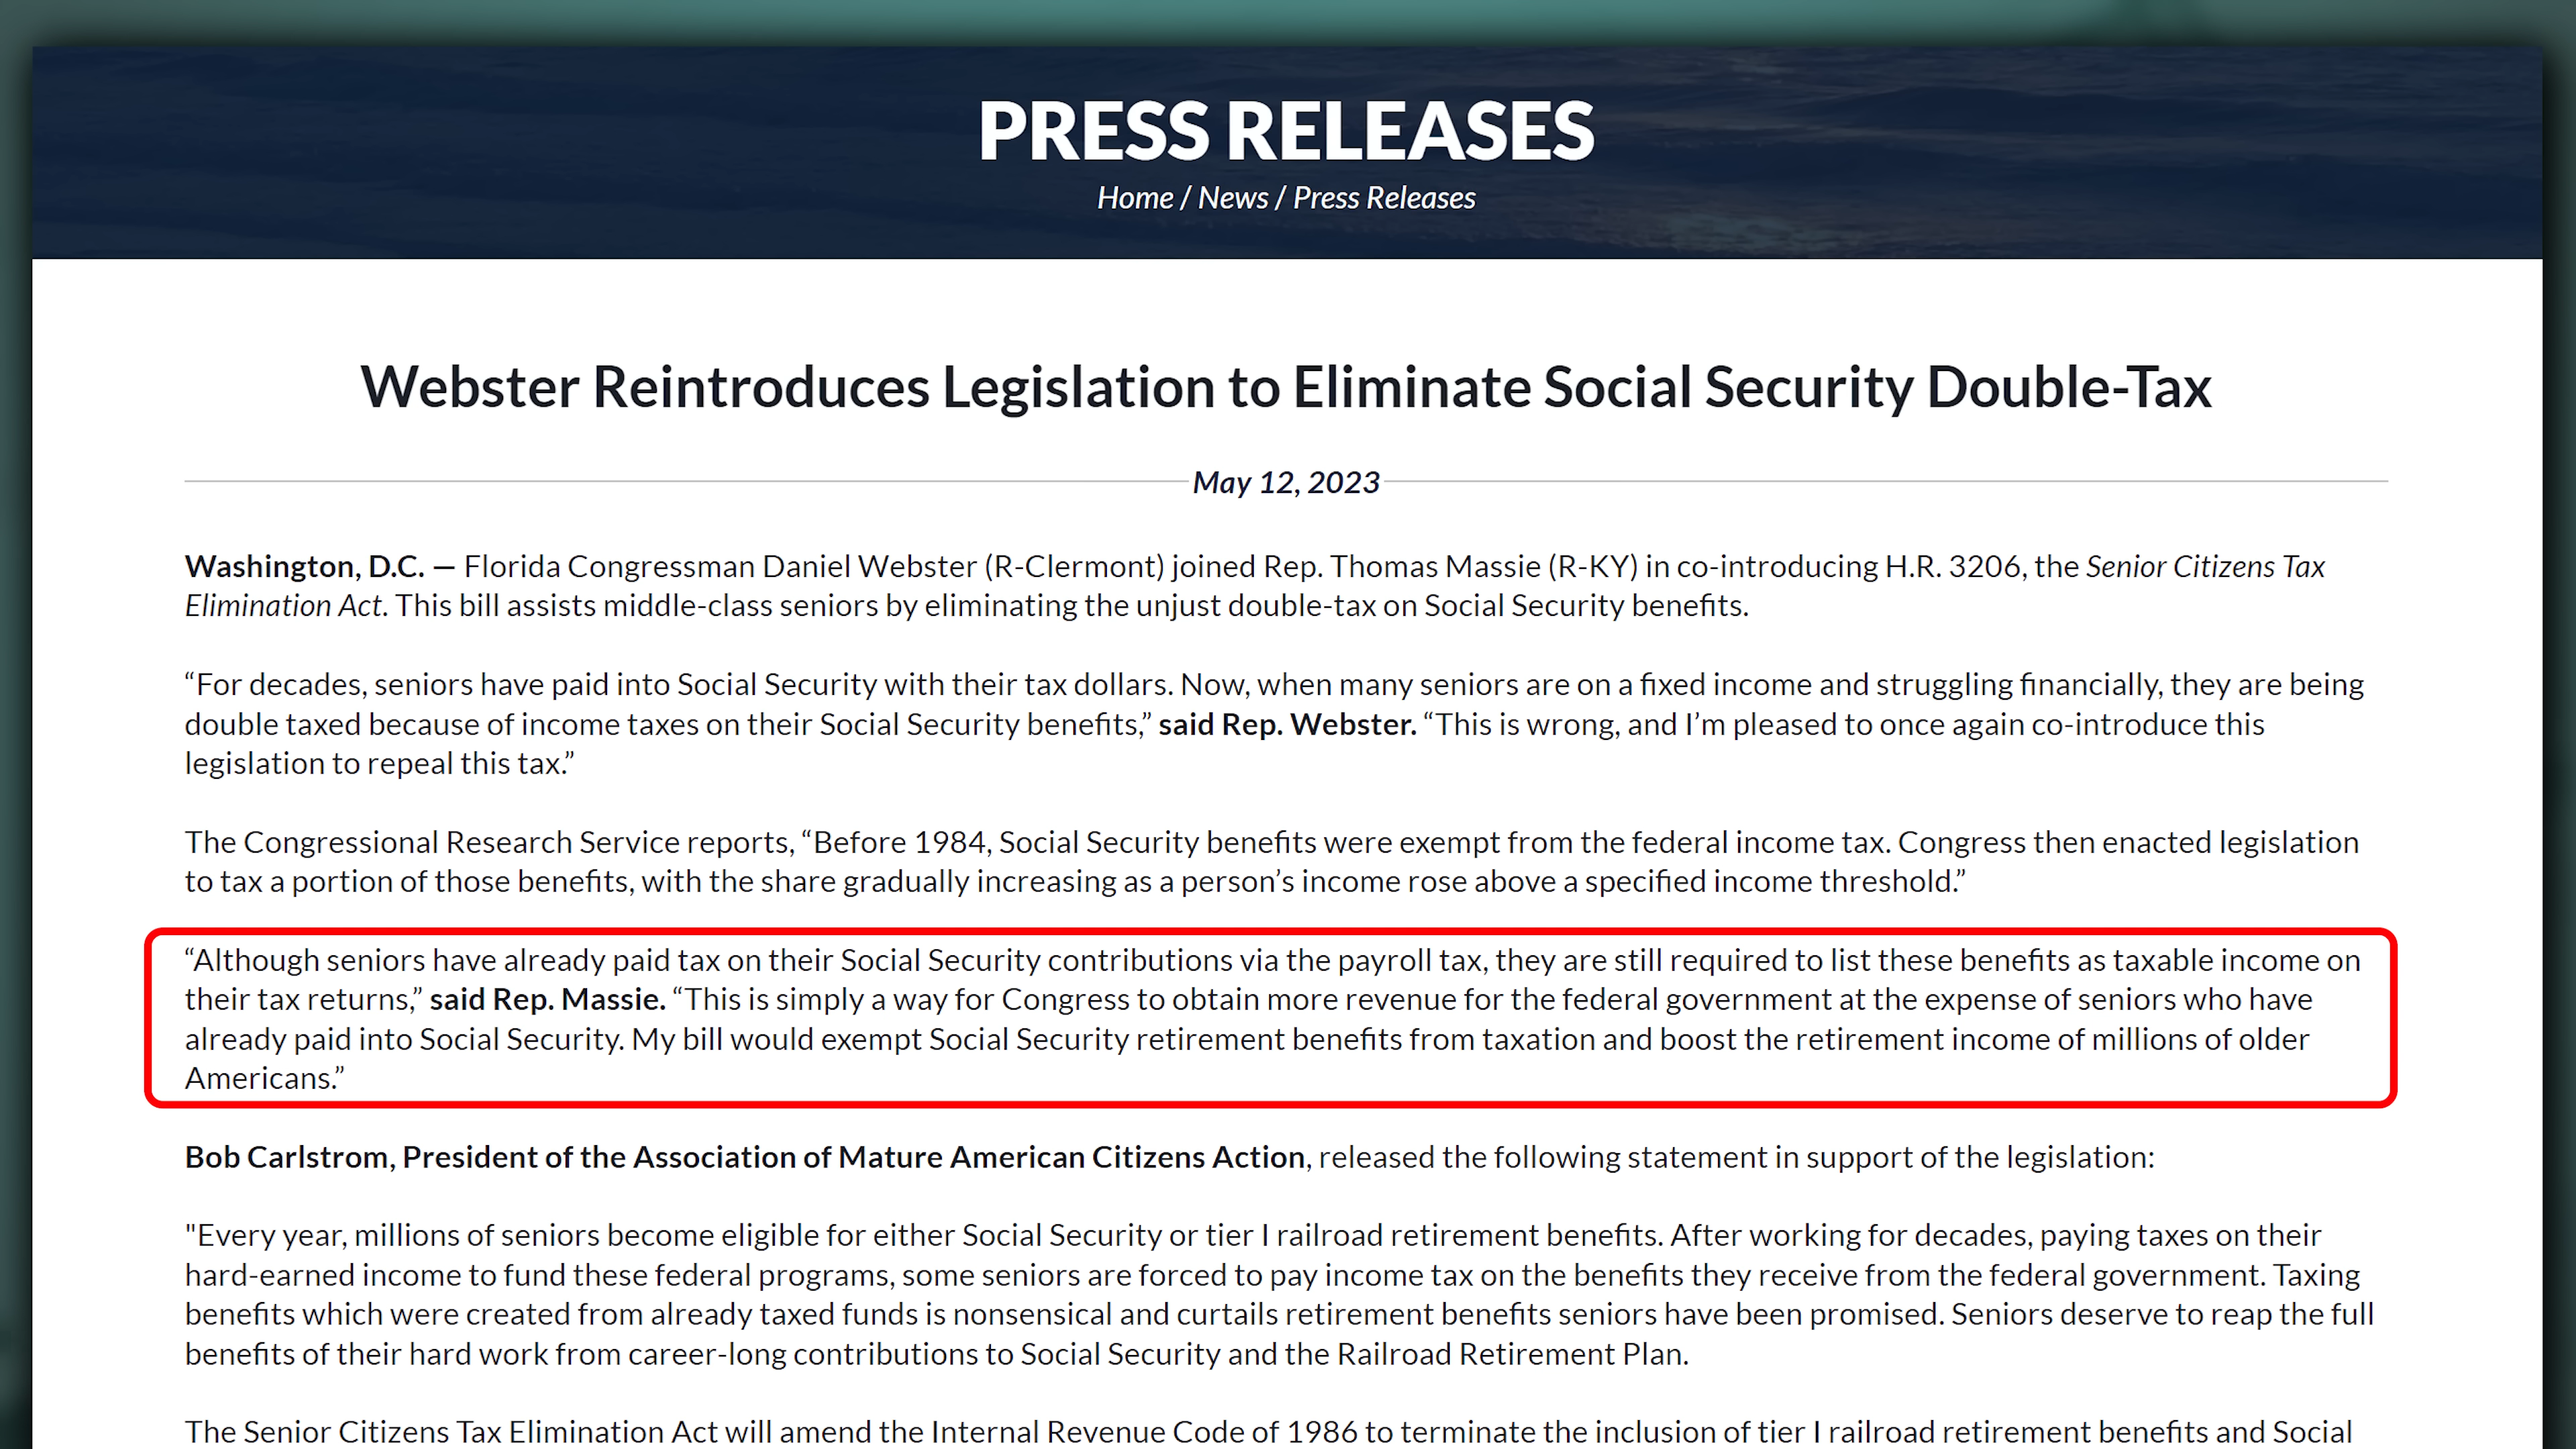 PRESS RELEASES
Home / News / Press Releases
Webster Reintroduces Legislation to Eliminate Social Security Double-Tax
May 12, 2023
Washington, D.C. — Florida Congressman Daniel Webster (R-Clermont) joined Rep. Thomas Massie (R-KY) in co-introducing H.R. 3206, the Senior Citizens Tax
Elimination Act. This bill assists middle-class seniors by eliminating the unjust double-tax on Social Security benefits.
“For decades, seniors have paid into Social Security with their tax dollars. Now, when many seniors are on a fixed income and struggling financially, they are being
double taxed because of income taxes on their Social Security benefits,” said Rep. Webster. “This is wrong, and I’m pleased to once again co-introduce this
legislation to repeal this tax.”
The Congressional Research Service reports, “Before 1984, Social Security benefits were exempt from the federal income tax. Congress then enacted legislation
to tax a portion of those benefits, with the share gradually increasing as a person’s income rose above a specified income threshold.”
“Although seniors have already paid tax on their Social Security contributions via the payroll tax, they are still required to list these benefits as taxable income on
their tax returns,” said Rep. Massie. “This is simply a way for Congress to obtain more revenue for the federal government at the expense of seniors who have
already paid into Social Security. My bill would exempt Social Security retirement benefits from taxation and boost the retirement income of millions of older
Americans.”
Bob Carlstrom, President of the Association of Mature American Citizens Action, released the following statement in support of the legislation:
"Every year, millions of seniors become eligible for either Social Security or tier I railroad retirement benefits. After working for decades, paying taxes on their
hard-earned income to fund these federal programs, some seniors are forced to pay income tax on the benefits they receive from the federal government. Taxing
benefits which were created from already taxed funds is nonsensical and curtails retirement benefits seniors have been promised. Seniors deserve to reap the full
benefits of their hard work from career-long contributions to Social Security and the Railroad Retirement Plan.
The Senior Citizens Tax Elimination Act will amend the Internal Revenue Code of 1986 to terminate the inclusion of tier I railroad retirement benefits and Social